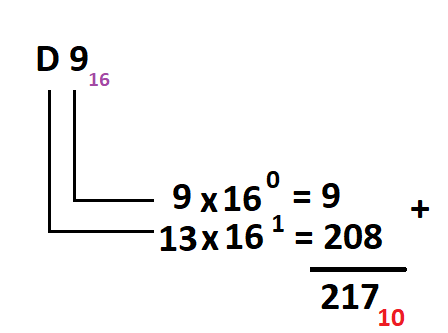 D 9₁₆
9 x 16⁰ = 9
+
13 x 16¹ = 208
217₁₀